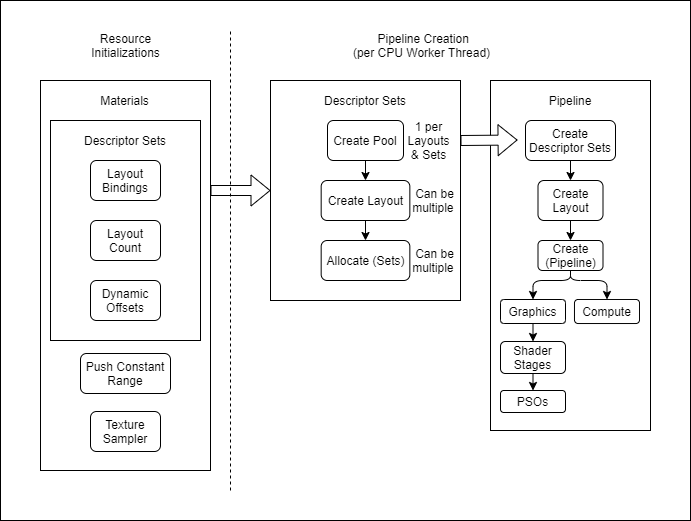 Resource
Initializations
Pipeline Creation
(per CPU Worker Thread)
Materials
Descriptor Sets
Layout
Bindings
Layout
Count
Dynamic
Offsets
Push Constant
Range
Texture
Sampler
Descriptor Sets
Create Pool
1 per
Layouts
& Sets
Create Layout
Can be
multiple
Allocate (Sets)
Can be
multiple
Pipeline
Create
Descriptor Sets
Create
Layout
Create
(Pipeline)
Graphics
Compute
Shader
Stages
PSOs